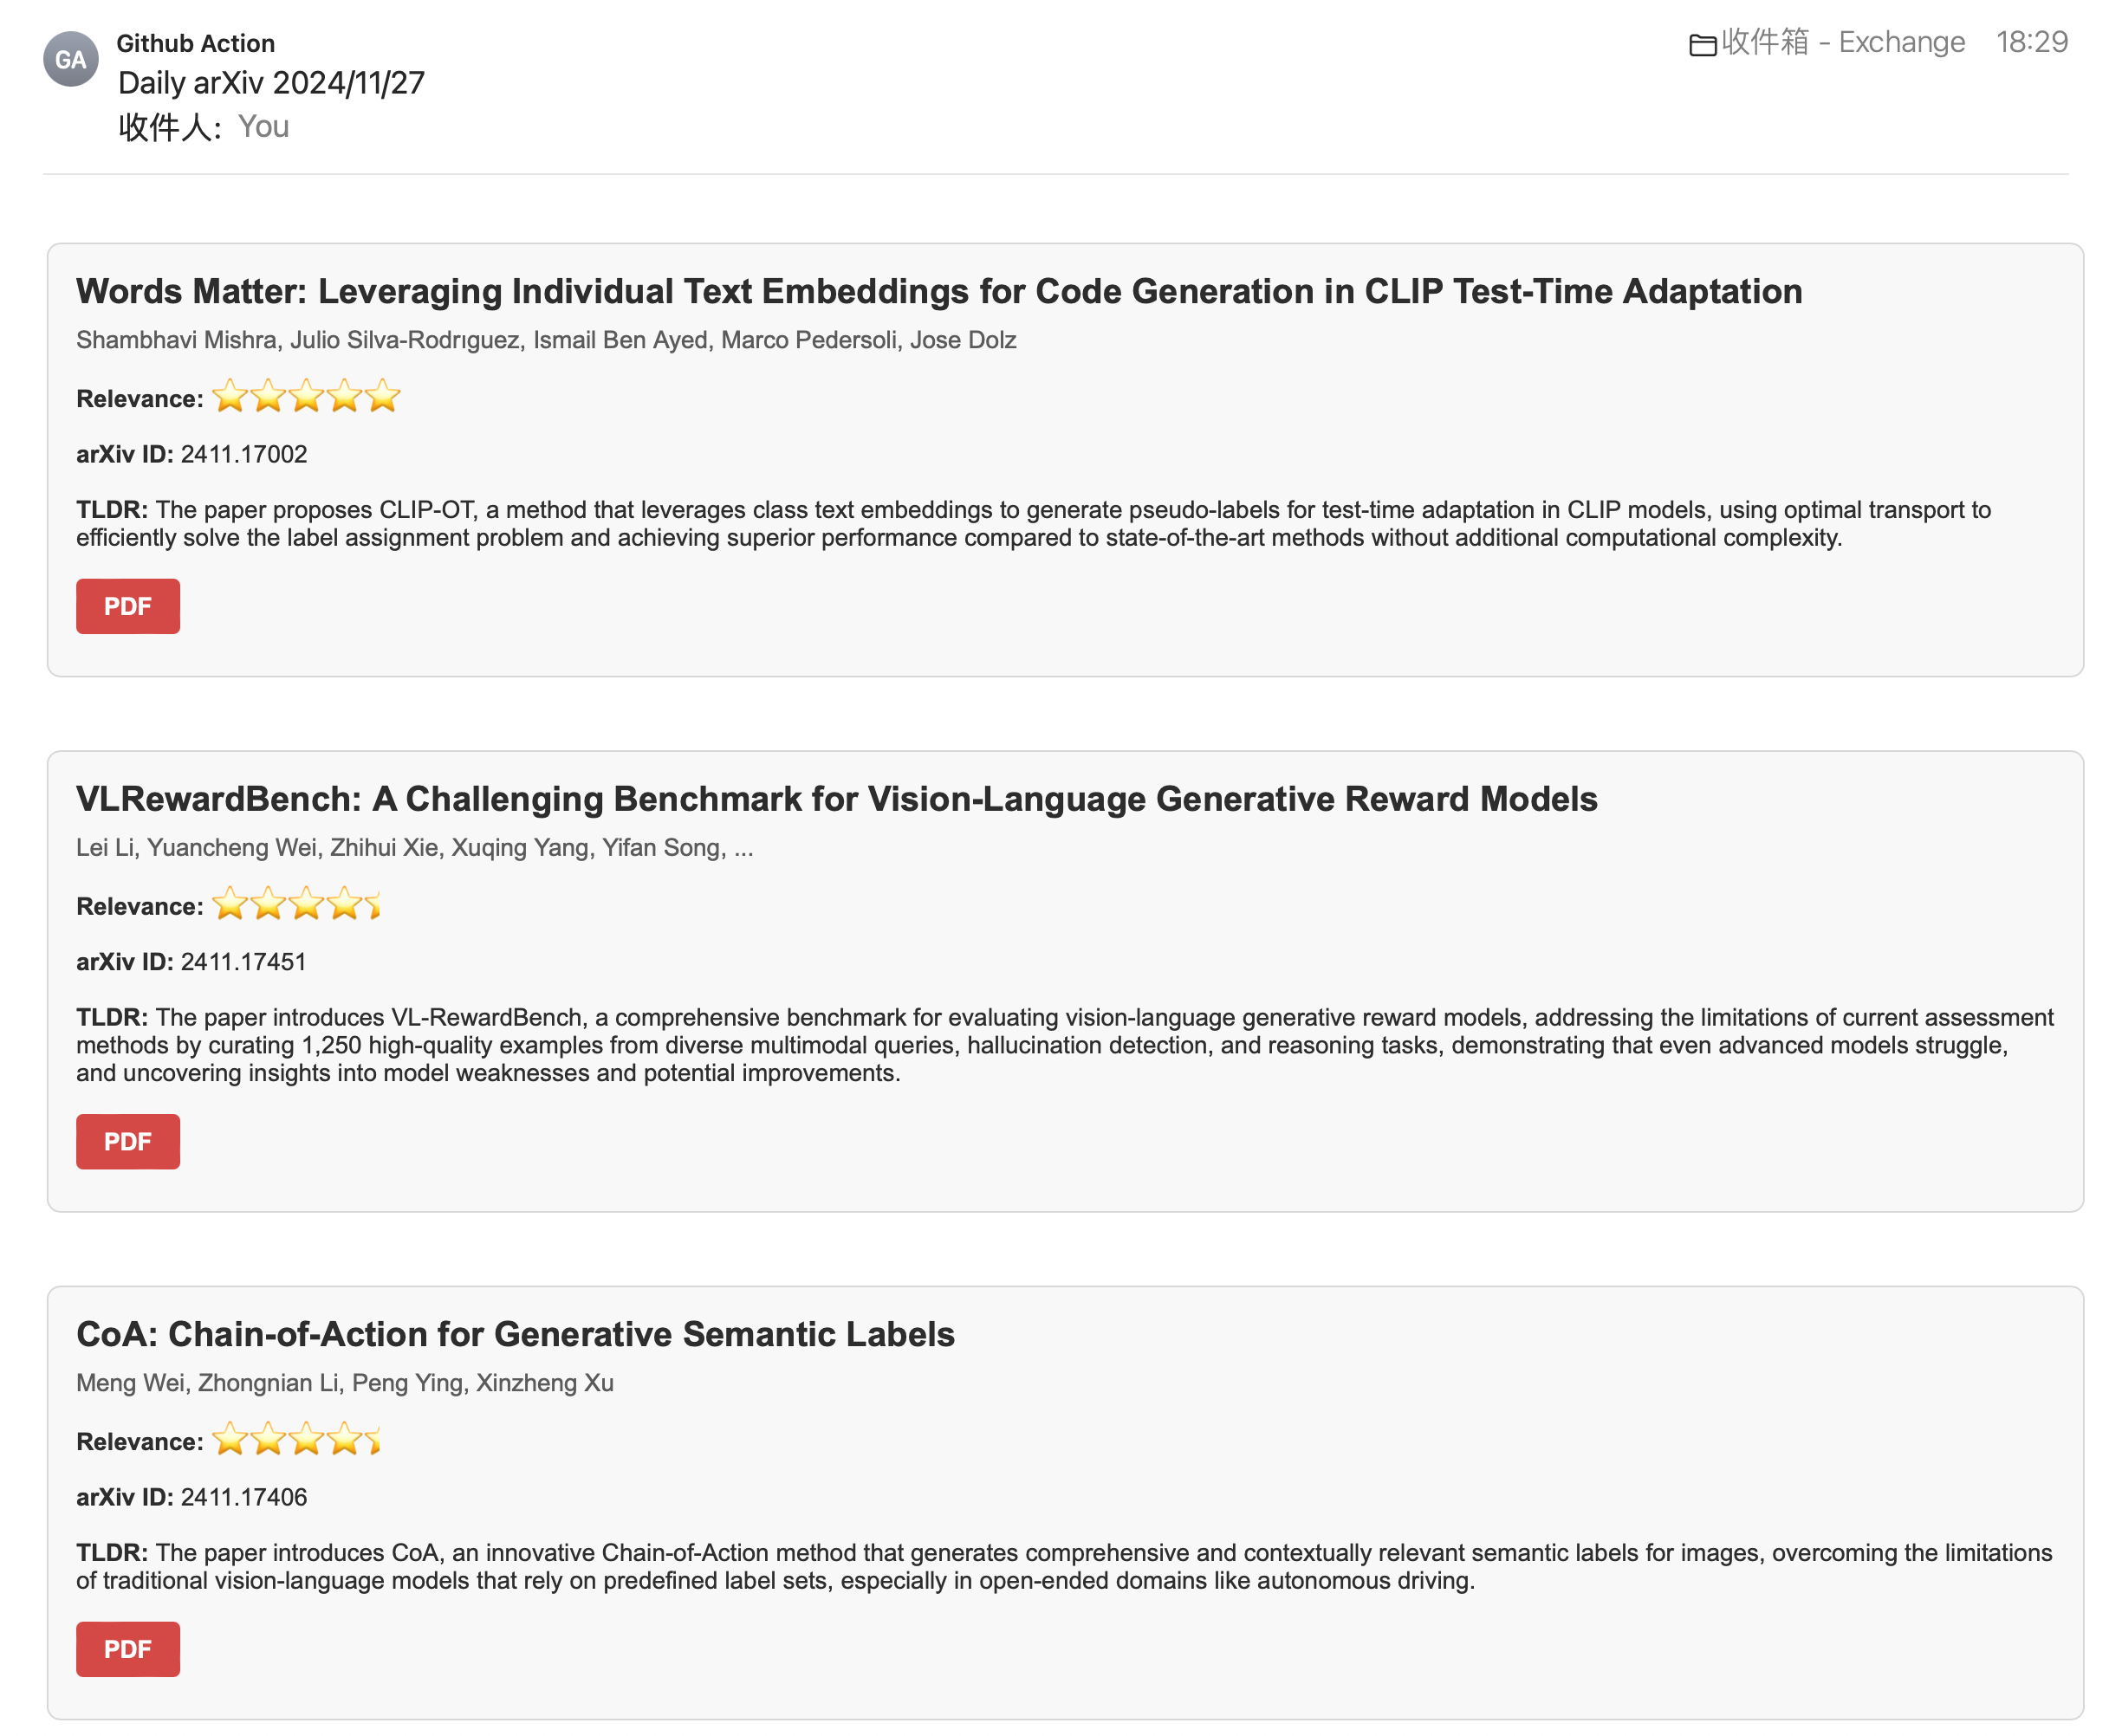 GA
Github Action
收件箱 - Exchange 18:29
Daily arXiv 2024/11/27
收件人: You
Words Matter: Leveraging Individual Text Embeddings for Code Generation in CLIP Test-Time Adaptation
Shambhavi Mishra, Julio Silva-Rodrıguez, Ismail Ben Ayed, Marco Pedersoli, Jose Dolz
Relevance:
arXiv ID: 2411.17002
TLDR: The paper proposes CLIP-OT, a method that leverages class text embeddings to generate pseudo-labels for test-time adaptation in CLIP models, using optimal transport to
efficiently solve the label assignment problem and achieving superior performance compared to state-of-the-art methods without additional computational complexity.
PDF
VLRewardBench: A Challenging Benchmark for Vision-Language Generative Reward Models
Lei Li, Yuancheng Wei, Zhihui Xie, Xuqing Yang, Yifan Song, ...
Relevance:
arXiv ID: 2411.17451
TLDR: The paper introduces VL-RewardBench, a comprehensive benchmark for evaluating vision-language generative reward models, addressing the limitations of current assessment
methods by curating 1,250 high-quality examples from diverse multimodal queries, hallucination detection, and reasoning tasks, demonstrating that even advanced models struggle,
and uncovering insights into model weaknesses and potential improvements.
PDF
CoA: Chain-of-Action for Generative Semantic Labels
Meng Wei, Zhongnian Li, Peng Ying, Xinzheng Xu
Relevance:
arXiv ID: 2411.17406
TLDR: The paper introduces CoA, an innovative Chain-of-Action method that generates comprehensive and contextually relevant semantic labels for images, overcoming the limitations
of traditional vision-language models that rely on predefined label sets, especially in open-ended domains like autonomous driving.
PDF